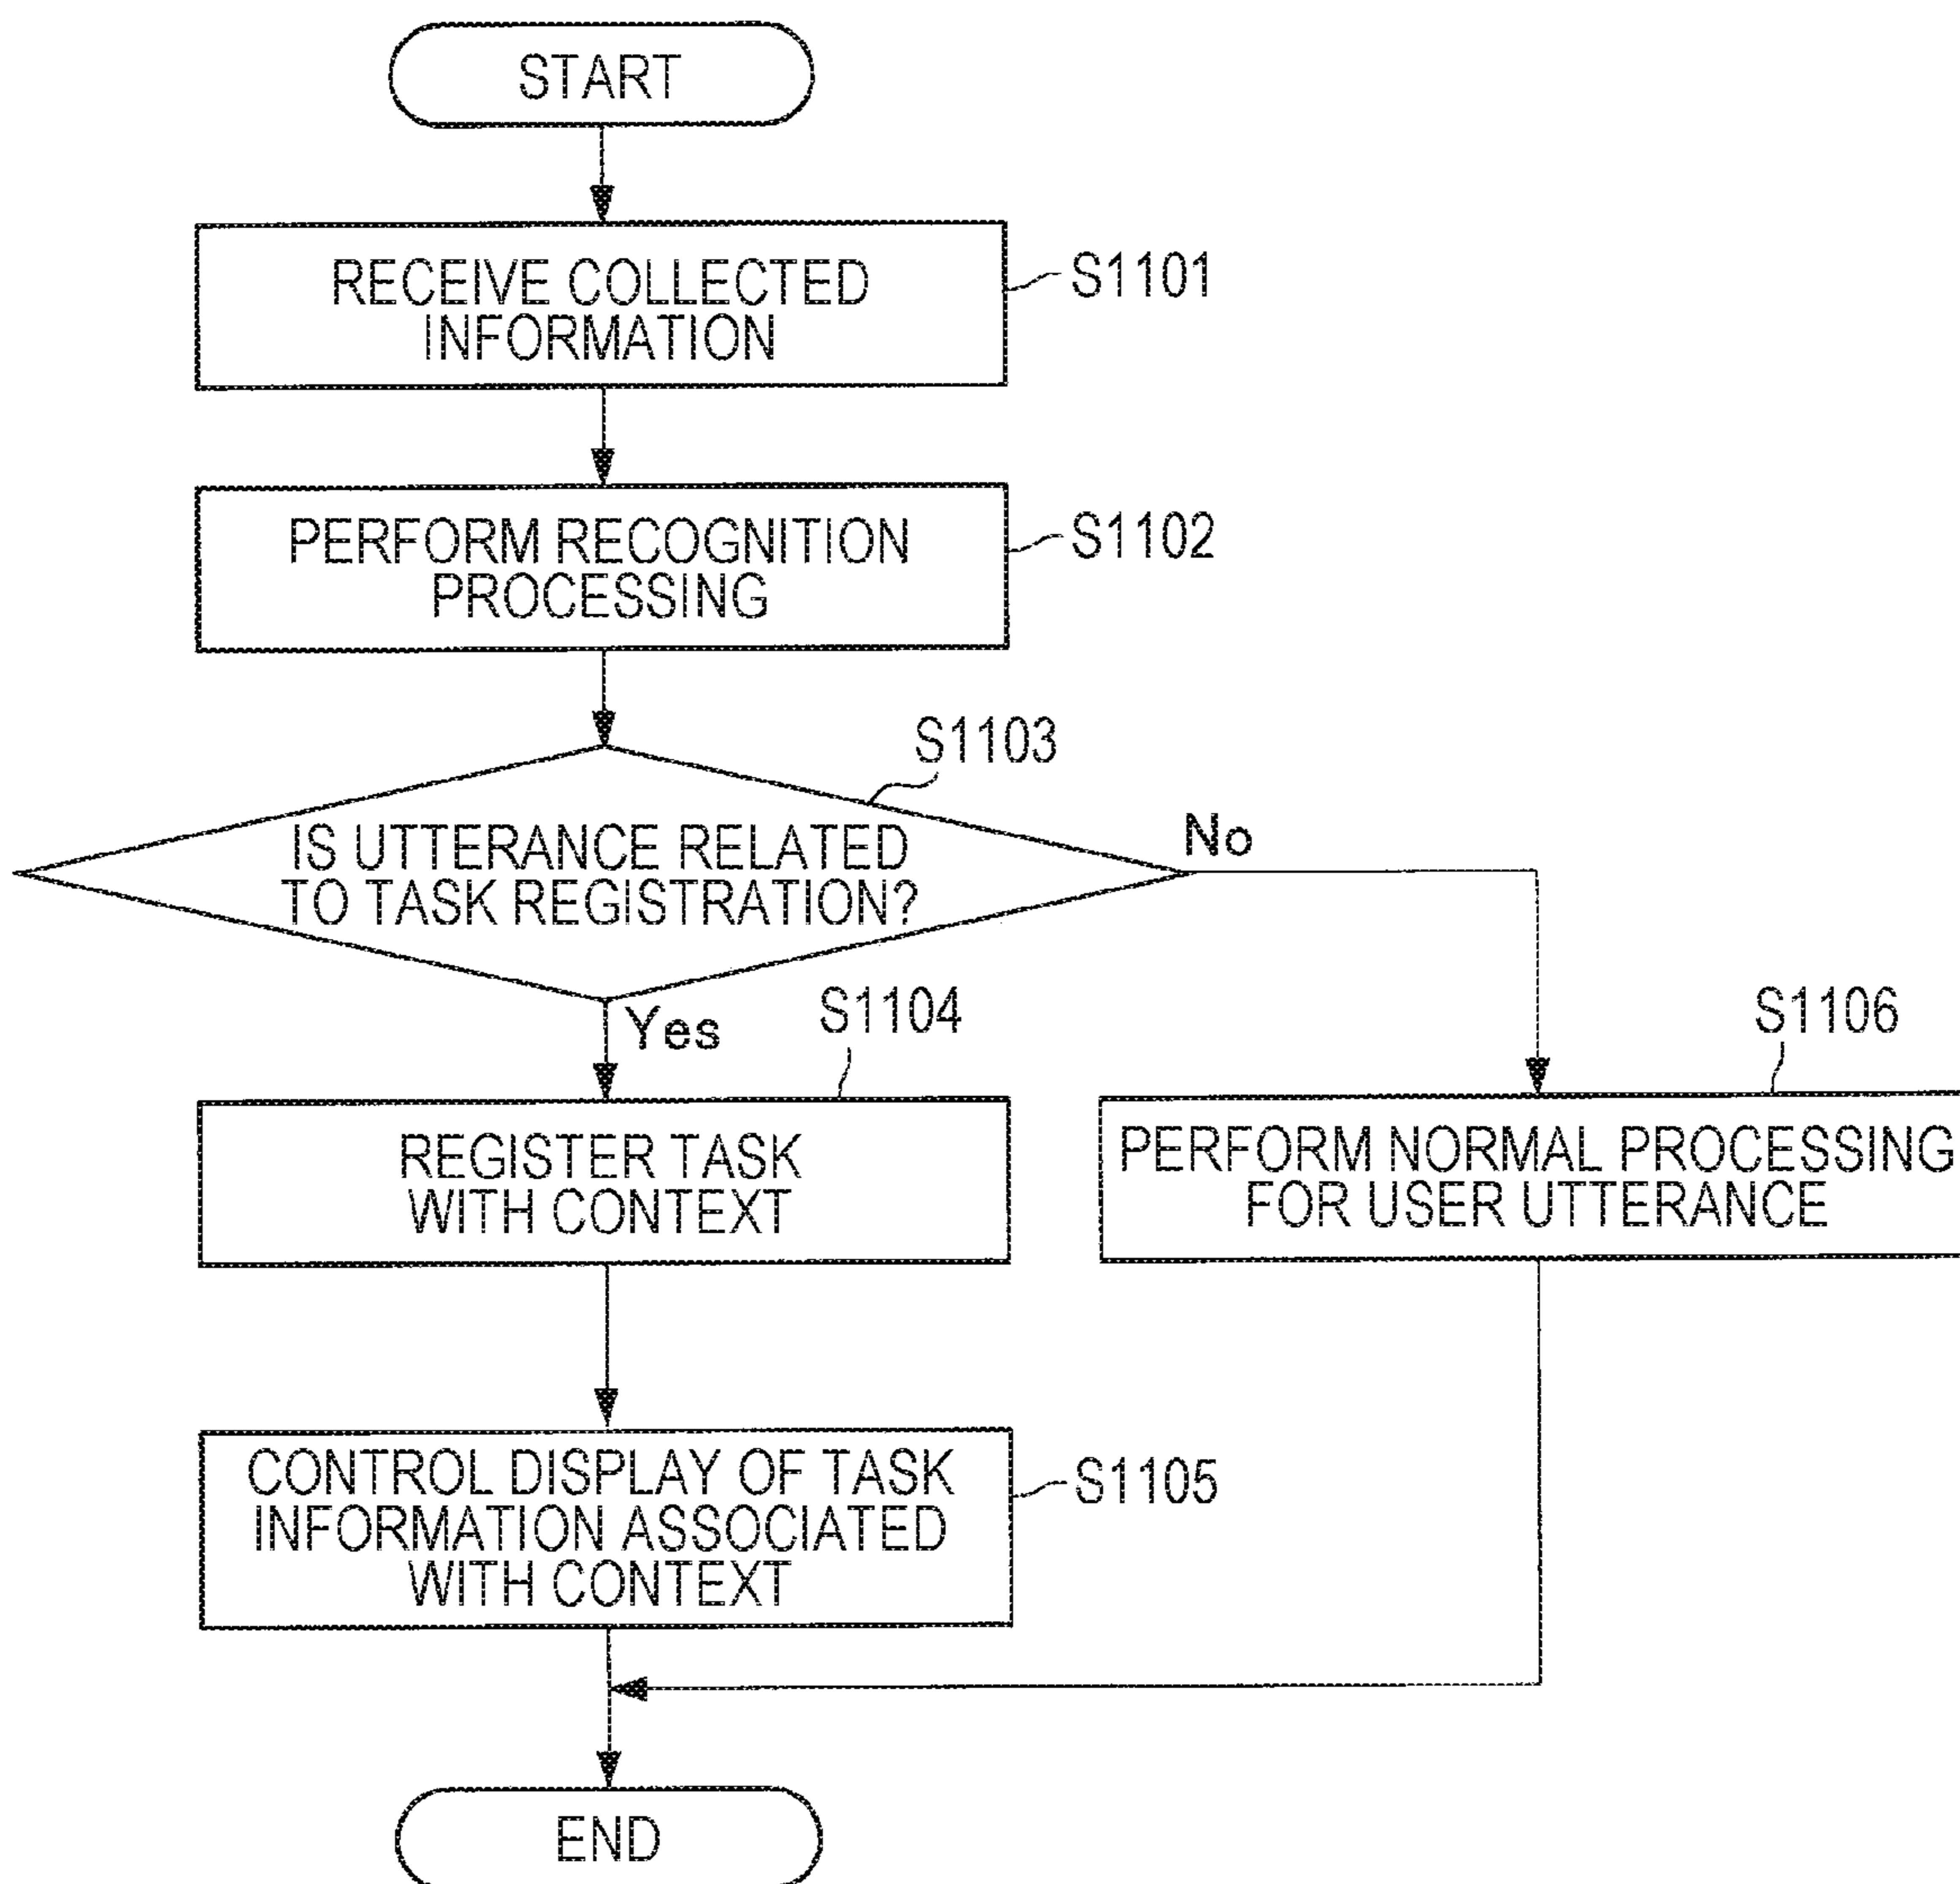 START
RECEIVE COLLECTED
INFORMATION
S1101
PERFORM RECOGNITION
PROCESSING
S1102
S1103
IS UTTERANCE RELATED
TO TASK REGISTRATION?
No
Yes
S1104
REGISTER TASK
WITH CONTEXT
S1106
PERFORM NORMAL PROCESSING
FOR USER UTTERANCE
CONTROL DISPLAY OF TASK
INFORMATION ASSOCIATED
WITH CONTEXT
S1105
END